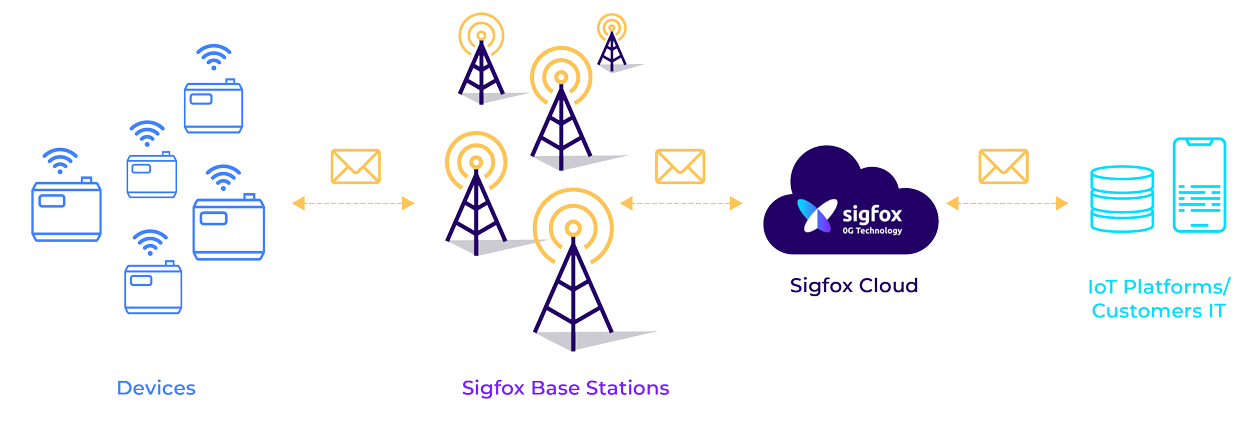 sigfox
0G Technology
Sigfox Cloud
IoT Platforms/
Customers IT
Devices
Sigfox Base Stations